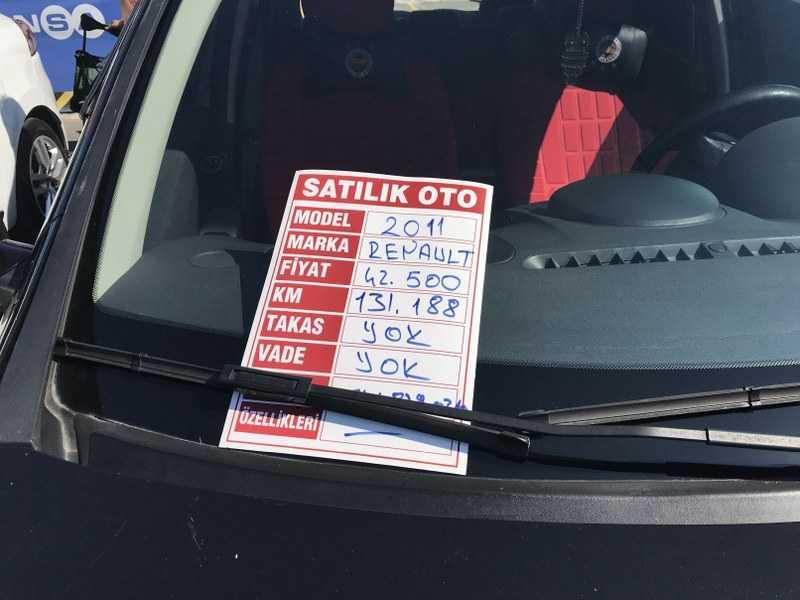 SATILIK OTO
MODEL 2011
MARKA RENAULT
FİYAT 42.500
KM 131.188
TAKAS YOK
VADE YOK
ÖZELLİKLERİ